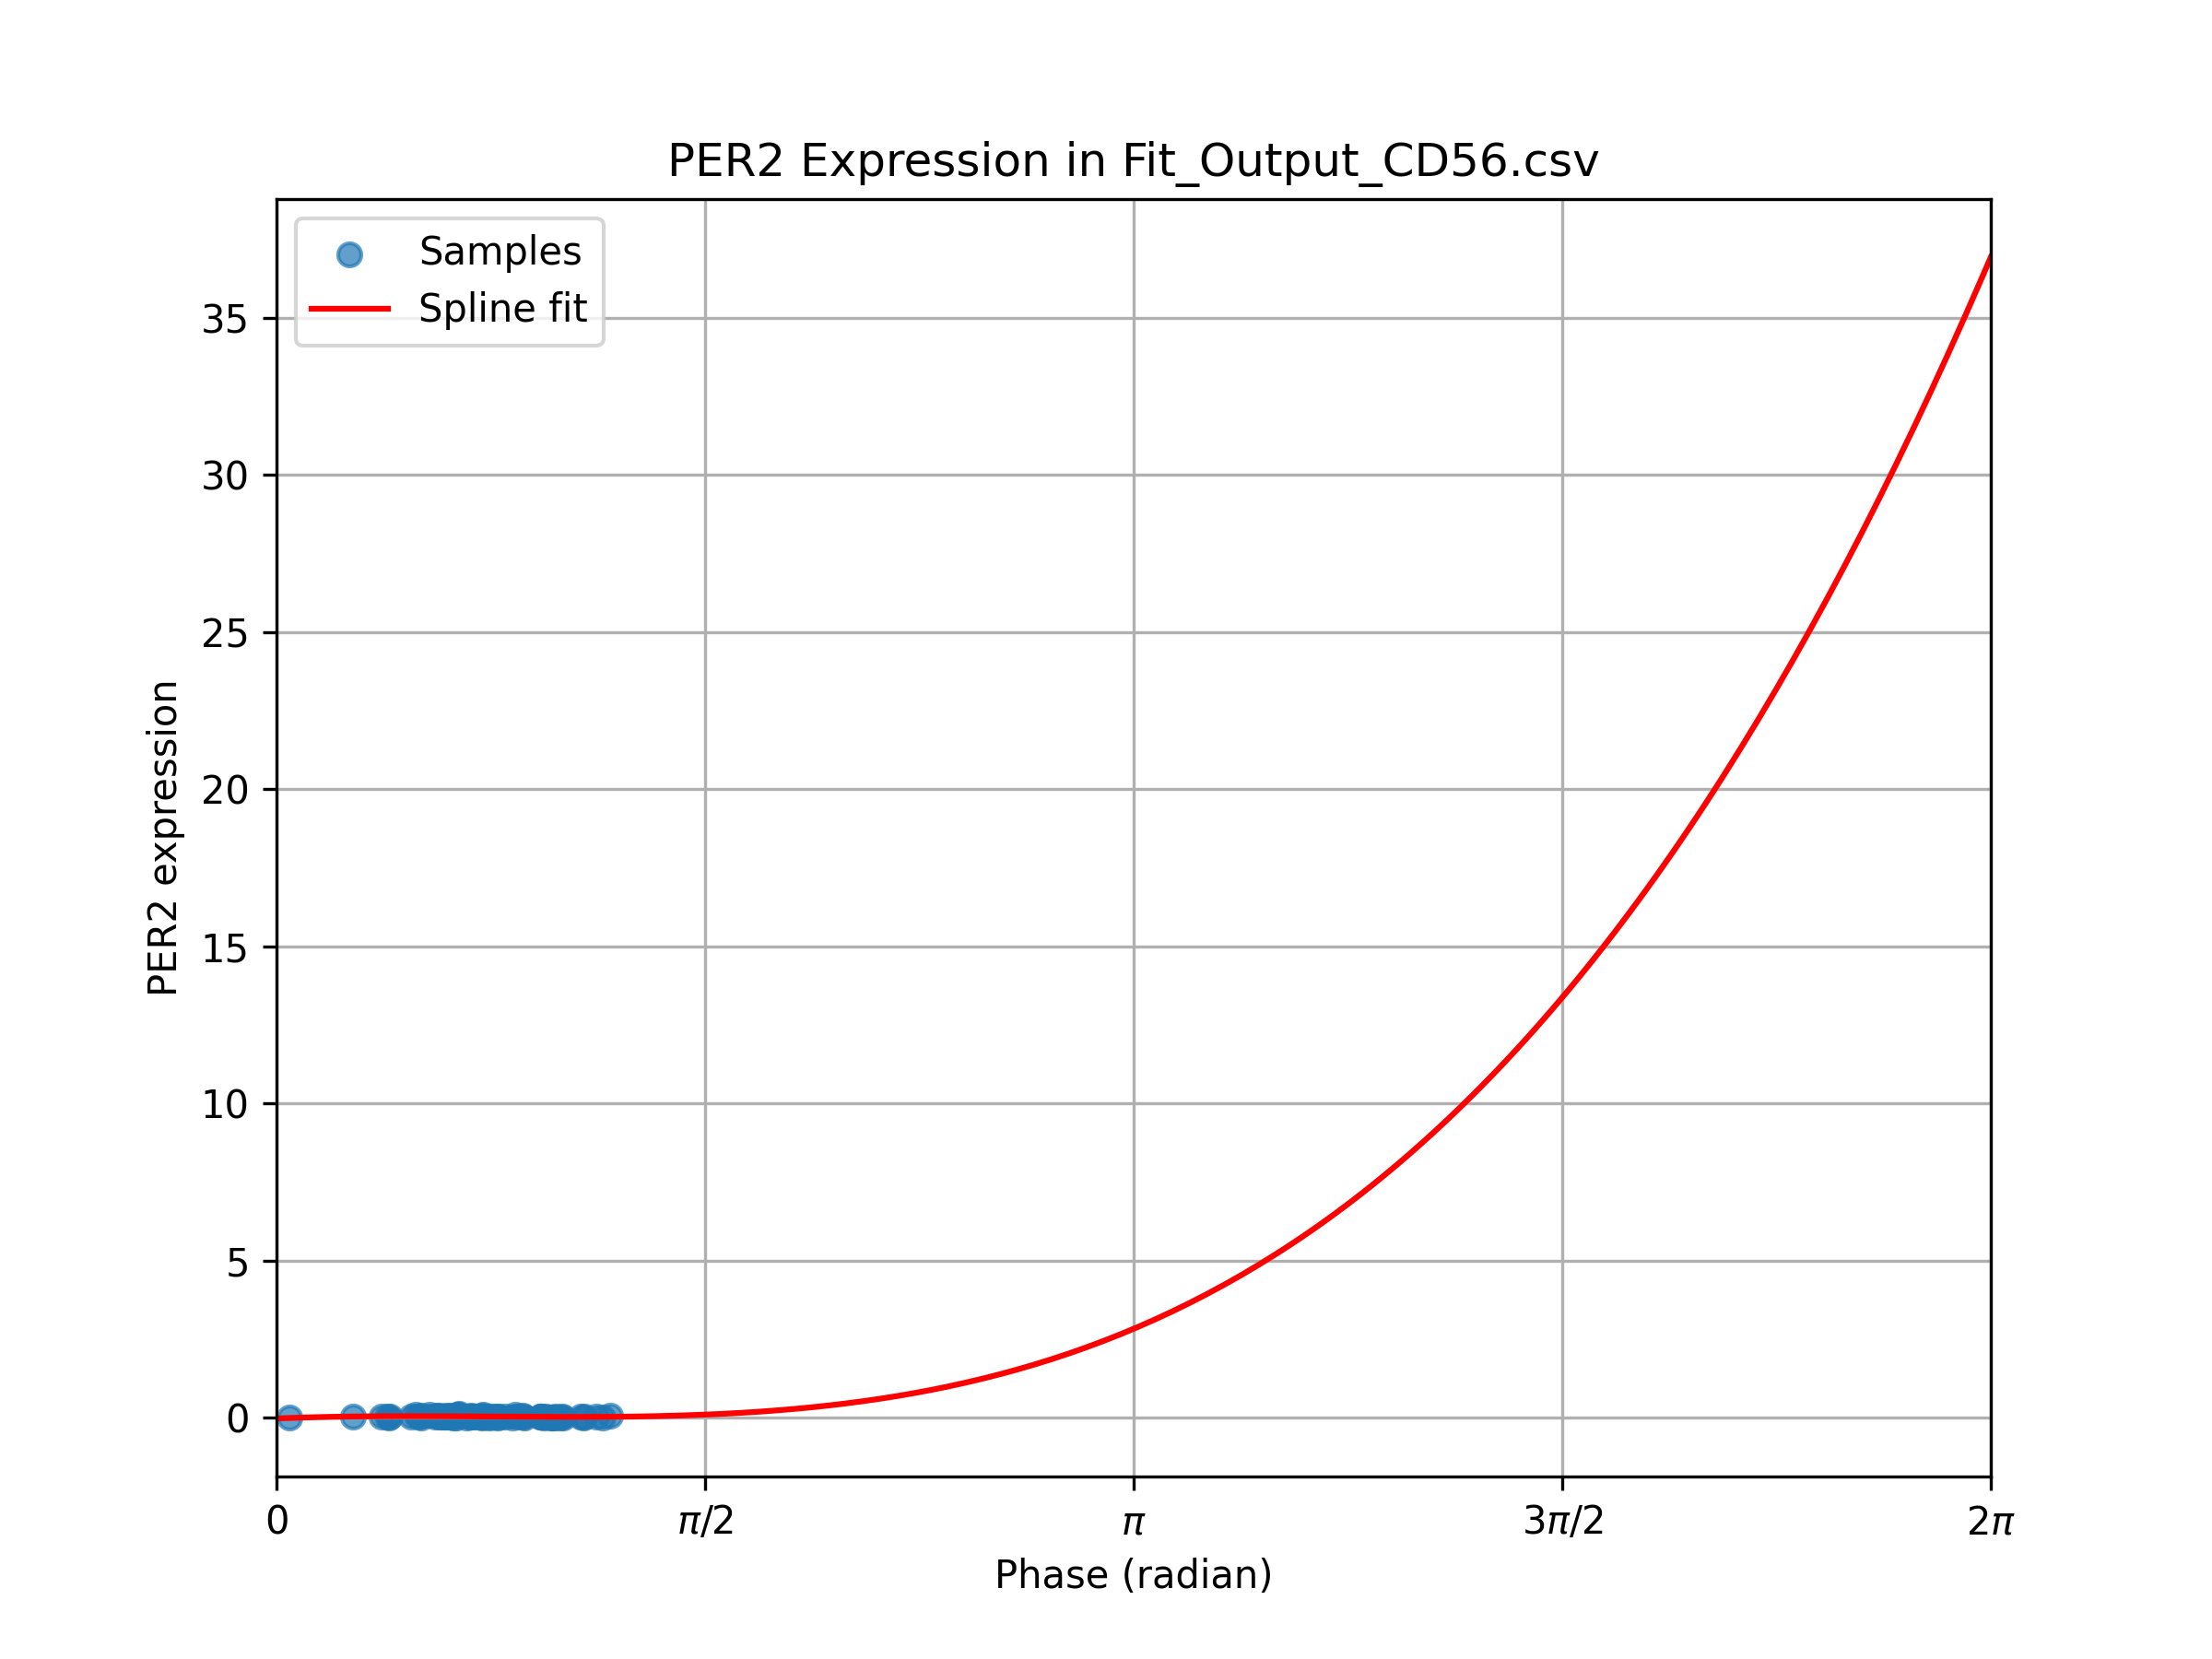 PER2 Expression in Fit_Output_CD56.csv
Samples
Spline fit
PER2 expression
35
30
25
20
15
10
5
0
0 π/2 π 3π/2 2π
Phase (radian)